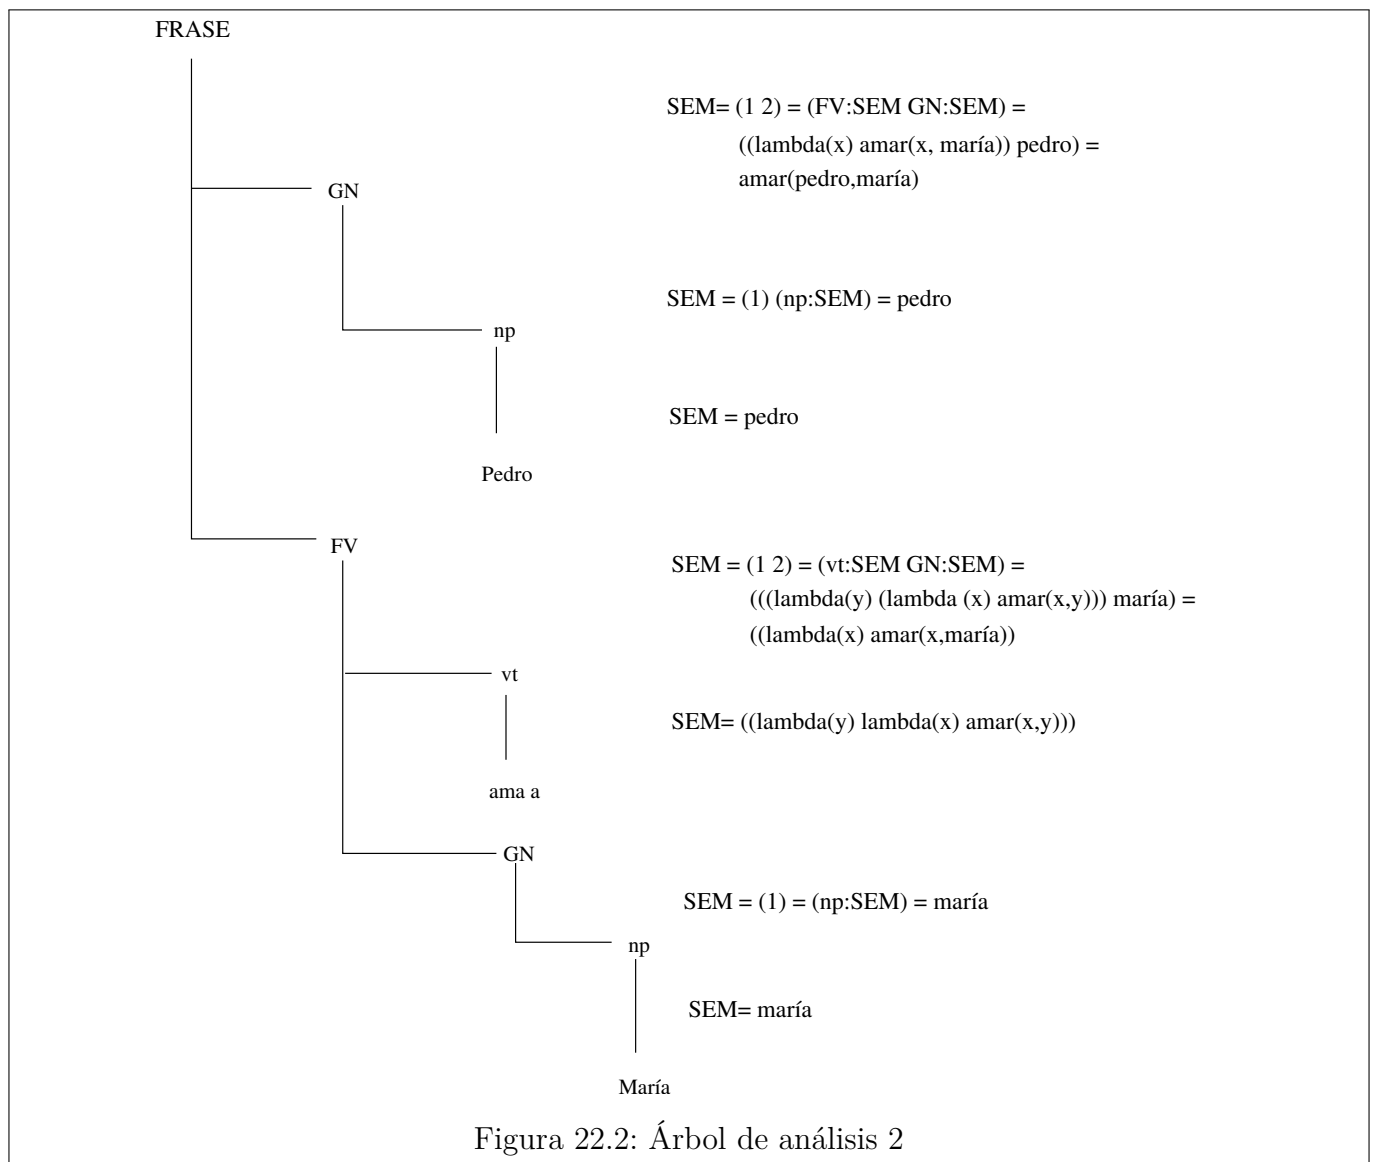 FRASE
SEM= (1 2) = (FV:SEM GN:SEM) =
((lambda(x) amar(x, maría)) pedro) =
amar(pedro,maría)
GN
SEM = (1) (np:SEM) = pedro
np
SEM = pedro
Pedro
FV
SEM = (1 2) = (vt:SEM GN:SEM) =
(((lambda(y) (lambda (x) amar(x,y))) maría) =
((lambda(x) amar(x,maría))
vt
SEM= ((lambda(y) lambda(x) amar(x,y)))
ama a
GN
SEM = (1) = (np:SEM) = maría
np
SEM= maría
María
Figura 22.2: Árbol de análisis 2